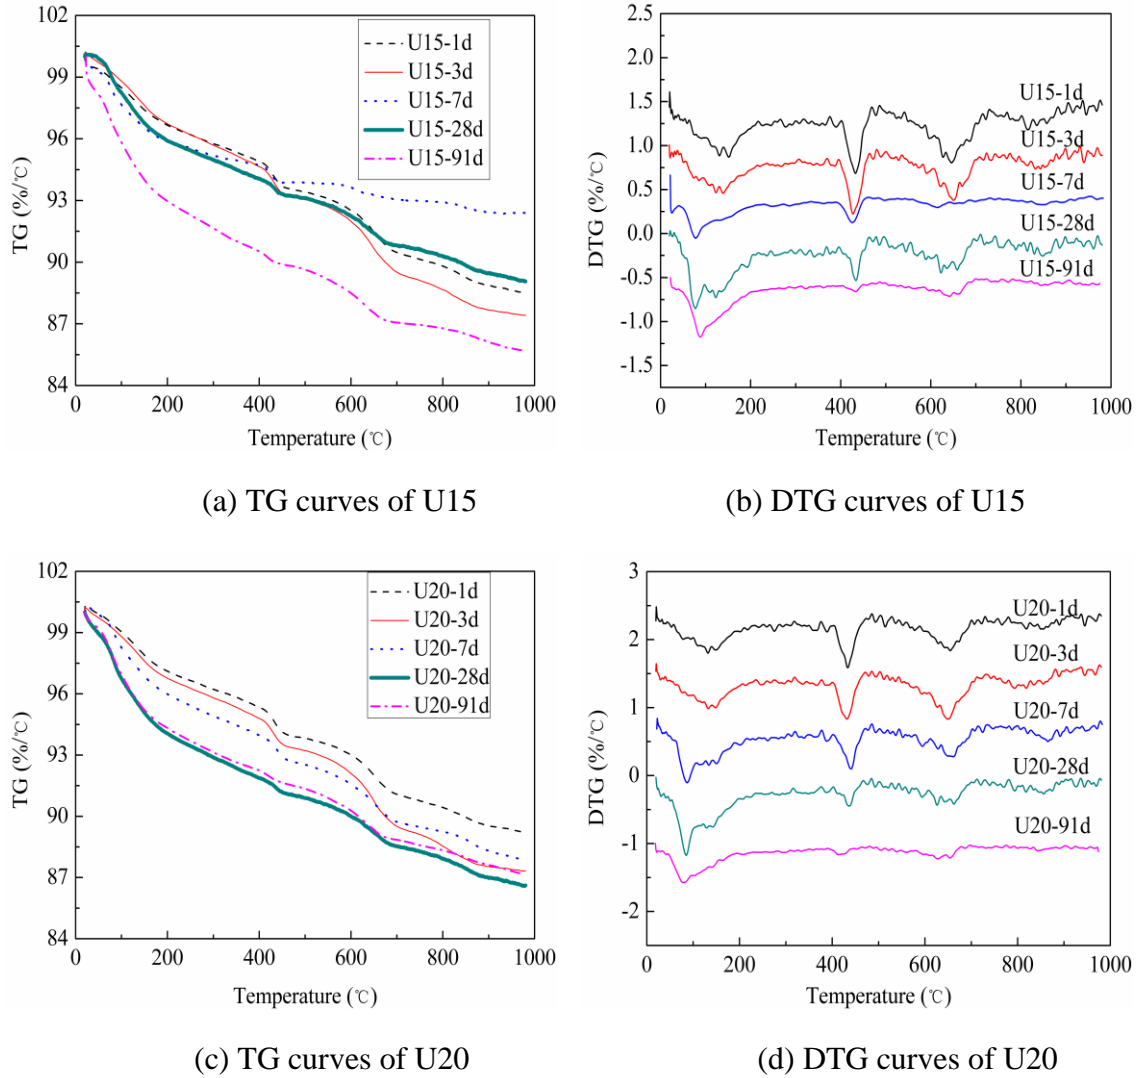 102
99
96
93
90
87
84
TG (%/℃)
0 200 400 600 800 1000
Temperature (℃)
U15-1d
U15-3d
U15-7d
U15-28d
U15-91d
(a) TG curves of U15
2.5
2.0
1.5
1.0
0.5
0.0
-0.5
-1.0
-1.5
DTG (%/℃)
U15-1d
U15-3d
U15-7d
U15-28d
U15-91d
0 200 400 600 800 1000
Temperature (℃)
(b) DTG curves of U15
102
99
96
93
90
87
84
TG (%/℃)
0 200 400 600 800 1000
Temperature (℃)
U20-1d
U20-3d
U20-7d
U20-28d
U20-91d
(c) TG curves of U20
3
2
1
0
-1
-2
DTG (%/℃)
U20-1d
U20-3d
U20-7d
U20-28d
U20-91d
0 200 400 600 800 1000
Temperature (℃)
(d) DTG curves of U20